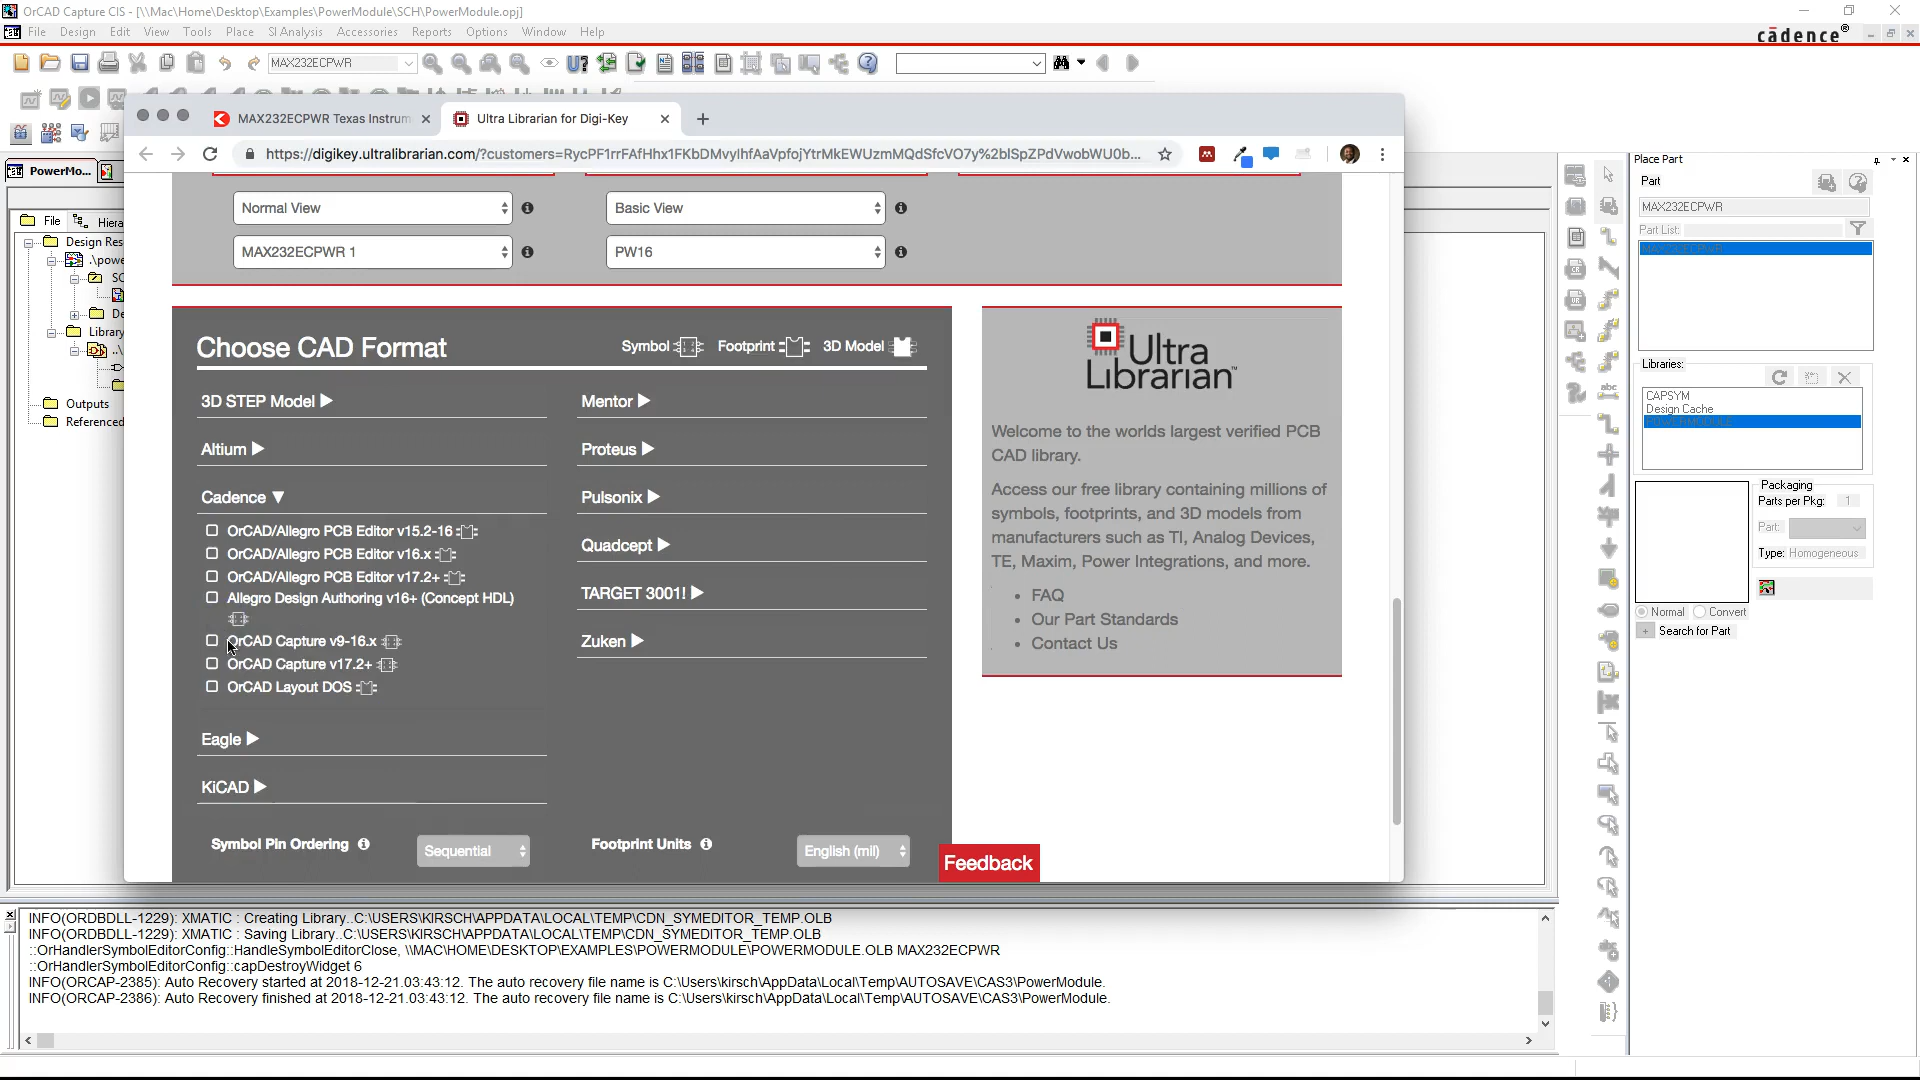 OrCAD Capture CIS - [\\Mac\Home\Desktop\Examples\PowerModule\SCH\PowerModule.opj]
File Design Edit View Tools Place SI Analysis Accessories Reports Options Window Help
cādence®
MAX232ECPWR
U?
MAX232ECPWR Texas Instrum
Ultra Librarian for Digi-Key
https://digikey.ultralibrarian.com/?customers=RycPF1rrFAfHhx1FKbDMvylhfAaVpfojYtrMkEWUzmMQdSfcVO7y%2blSpZPdVwobWU0b...
PowerMo...
File Hiera
Design Res
.\powe
SC
De
Library
..\
Outputs
Referenced
Normal View
Basic View
MAX232ECPWR 1
PW16
Choose CAD Format
Symbol
Footprint
3D Model
3D STEP Model
Altium
Cadence
OrCAD/Allegro PCB Editor v15.2-16
OrCAD/Allegro PCB Editor v16.x
OrCAD/Allegro PCB Editor v17.2+
Allegro Design Authoring v16+ (Concept HDL)
OrCAD Capture v9-16.x
OrCAD Capture v17.2+
OrCAD Layout DOS
Eagle
KiCAD
Mentor
Proteus
Pulsonix
Quadcept
TARGET 3001!
Zuken
Symbol Pin Ordering
Sequential
Footprint Units
English (mil)
Ultra
Librarian™
Welcome to the worlds largest verified PCB
CAD library.
Access our free library containing millions of
symbols, footprints, and 3D models from
manufacturers such as TI, Analog Devices,
TE, Maxim, Power Integrations, and more.
• FAQ
• Our Part Standards
• Contact Us
Feedback
Place Part
Part
MAX232ECPWR
Part List:
MAX232ECPWR
Libraries:
CAPSYM
Design Cache
POWERMODULE
Packaging
Parts per Pkg: 1
Part:
Type: Homogeneous
Normal Convert
+ Search for Part
INFO(ORDBDLL-1229): XMATIC : Creating Library..C:\USERS\KIRSCH\APPDATA\LOCAL\TEMP\CDN_SYMEDITOR_TEMP.OLB
INFO(ORDBDLL-1229): XMATIC : Saving Library..C:\USERS\KIRSCH\APPDATA\LOCAL\TEMP\CDN_SYMEDITOR_TEMP.OLB
::OrHandlerSymbolEditorConfig::HandleSymbolEditorClose, \\MAC\HOME\DESKTOP\EXAMPLES\POWERMODULE\POWERMODULE.OLB MAX232ECPWR
::OrHandlerSymbolEditorConfig::capDestroyWidget 6
INFO(ORCAP-2385): Auto Recovery started at 2018-12-21.03:43:12. The auto recovery file name is C:\Users\kirsch\AppData\Local\Temp\AUTOSAVE\CAS3\PowerModule.
INFO(ORCAP-2386): Auto Recovery finished at 2018-12-21.03:43:12. The auto recovery file name is C:\Users\kirsch\AppData\Local\Temp\AUTOSAVE\CAS3\PowerModule.